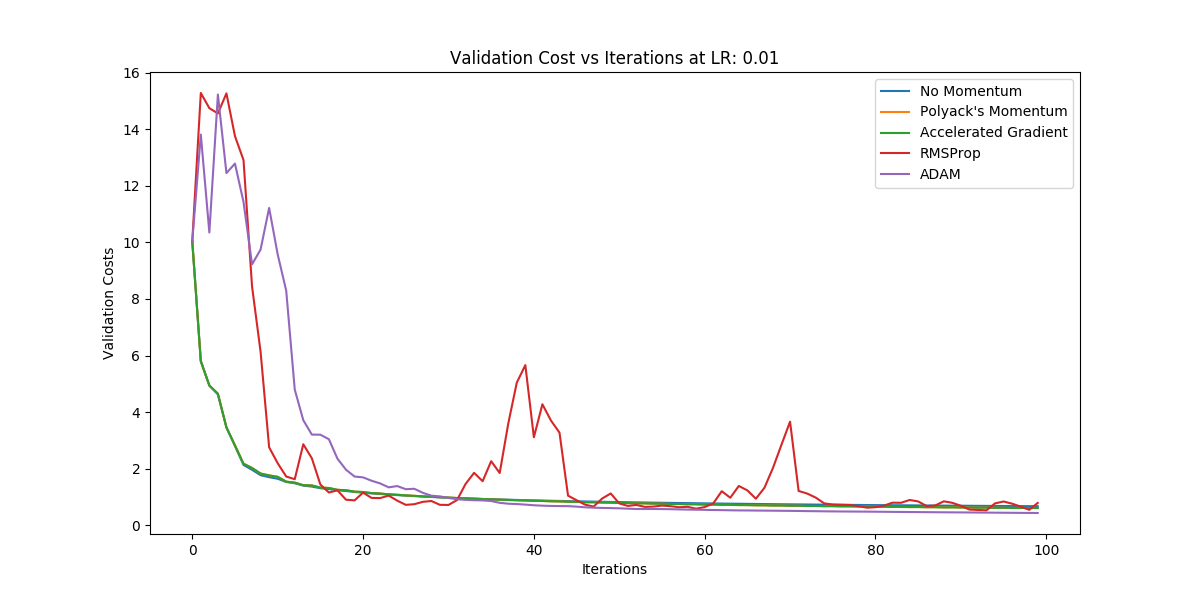 Validation Cost vs Iterations at LR: 0.01
16
14
12
10
8
6
4
2
0
Validation Costs
No Momentum
Polyack's Momentum
Accelerated Gradient
RMSProp
ADAM
0
20
40
60
80
100
Iterations